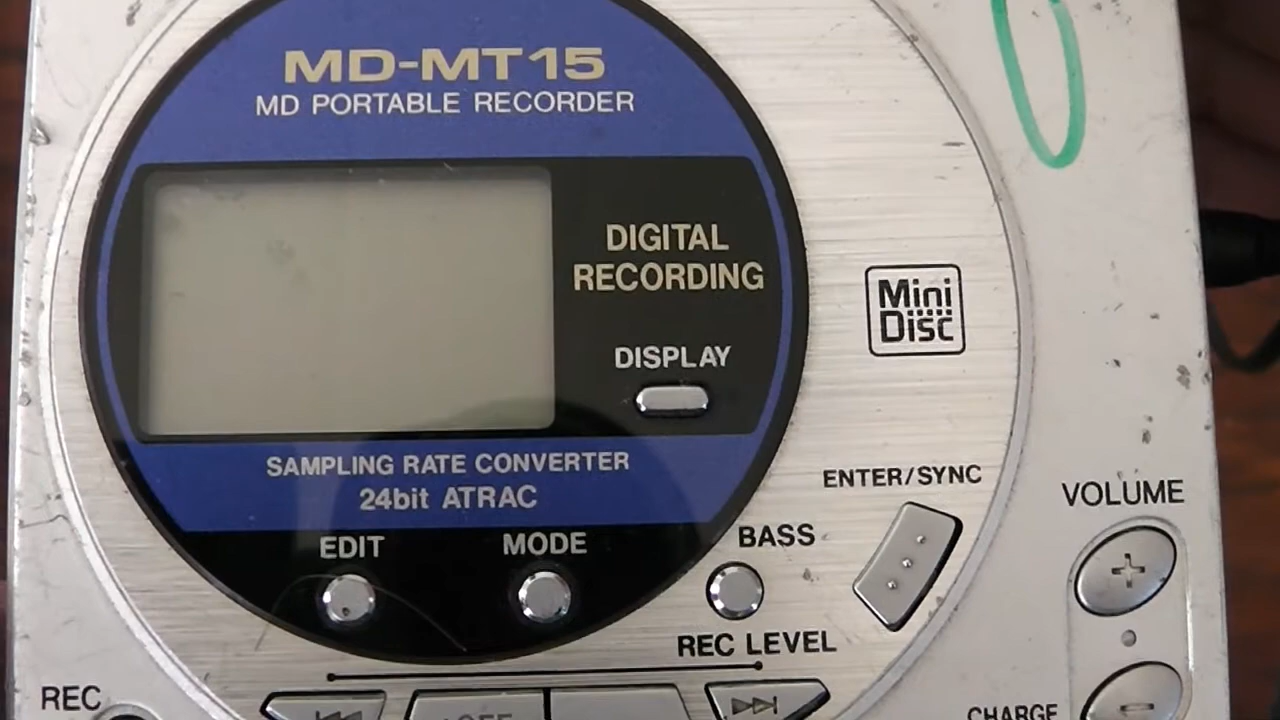 MD-MT15
MD PORTABLE RECORDER
DIGITAL
RECORDING
Mini
Disc
DISPLAY
SAMPLING RATE CONVERTER
24bit ATRAC
ENTER/SYNC
VOLUME
EDIT
MODE
BASS
REC LEVEL
REC
CHARGE